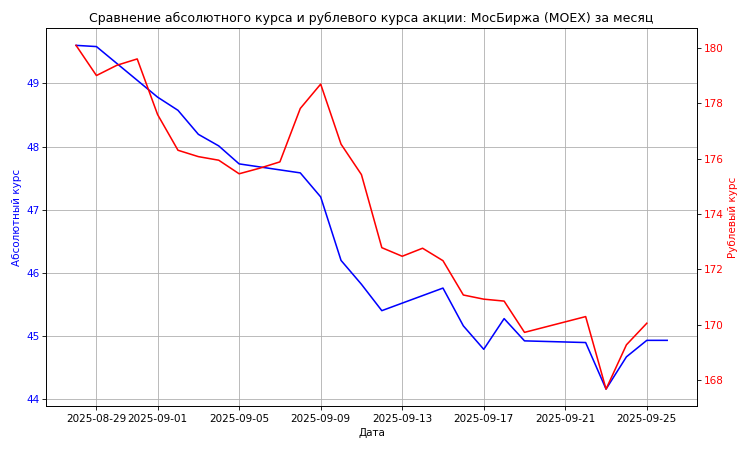 Сравнение абсолютного курса и рублевого курса акции: МосБиржа (MOEX) за месяц
49
48
47
46
45
44
Абсолютный курс
180
178
176
174
172
170
168
Рублевый курс
2025-08-29 2025-09-01 2025-09-05 2025-09-09 2025-09-13 2025-09-17 2025-09-21 2025-09-25
Дата